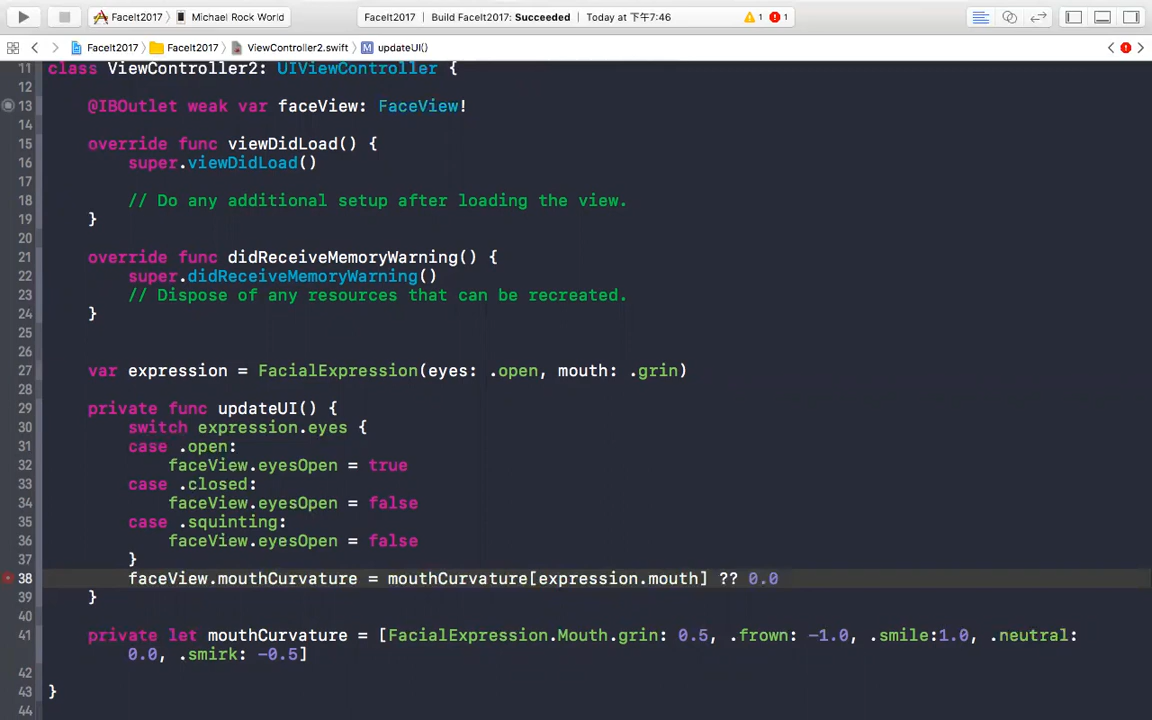 FaceIt2017 Michael Rock World FaceIt2017 Build FaceIt2017: Succeeded Today at 下午7:46 1 1
FaceIt2017 FaceIt2017 ViewController2.swift M updateUI()
11 class ViewController2: UIViewController {
12
13 @IBOutlet weak var faceView: FaceView!
14
15 override func viewDidLoad() {
16 super.viewDidLoad()
17
18 // Do any additional setup after loading the view.
19 }
20
21 override func didReceiveMemoryWarning() {
22 super.didReceiveMemoryWarning()
23 // Dispose of any resources that can be recreated.
24 }
25
26
27 var expression = FacialExpression(eyes: .open, mouth: .grin)
28
29 private func updateUI() {
30 switch expression.eyes {
31 case .open:
32 faceView.eyesOpen = true
33 case .closed:
34 faceView.eyesOpen = false
35 case .squinting:
36 faceView.eyesOpen = false
37 }
38 faceView.mouthCurvature = mouthCurvature[expression.mouth] ?? 0.0
39 }
40
41 private let mouthCurvature = [FacialExpression.Mouth.grin: 0.5, .frown: -1.0, .smile:1.0, .neutral:
0.0, .smirk: -0.5]
42
43 }
44